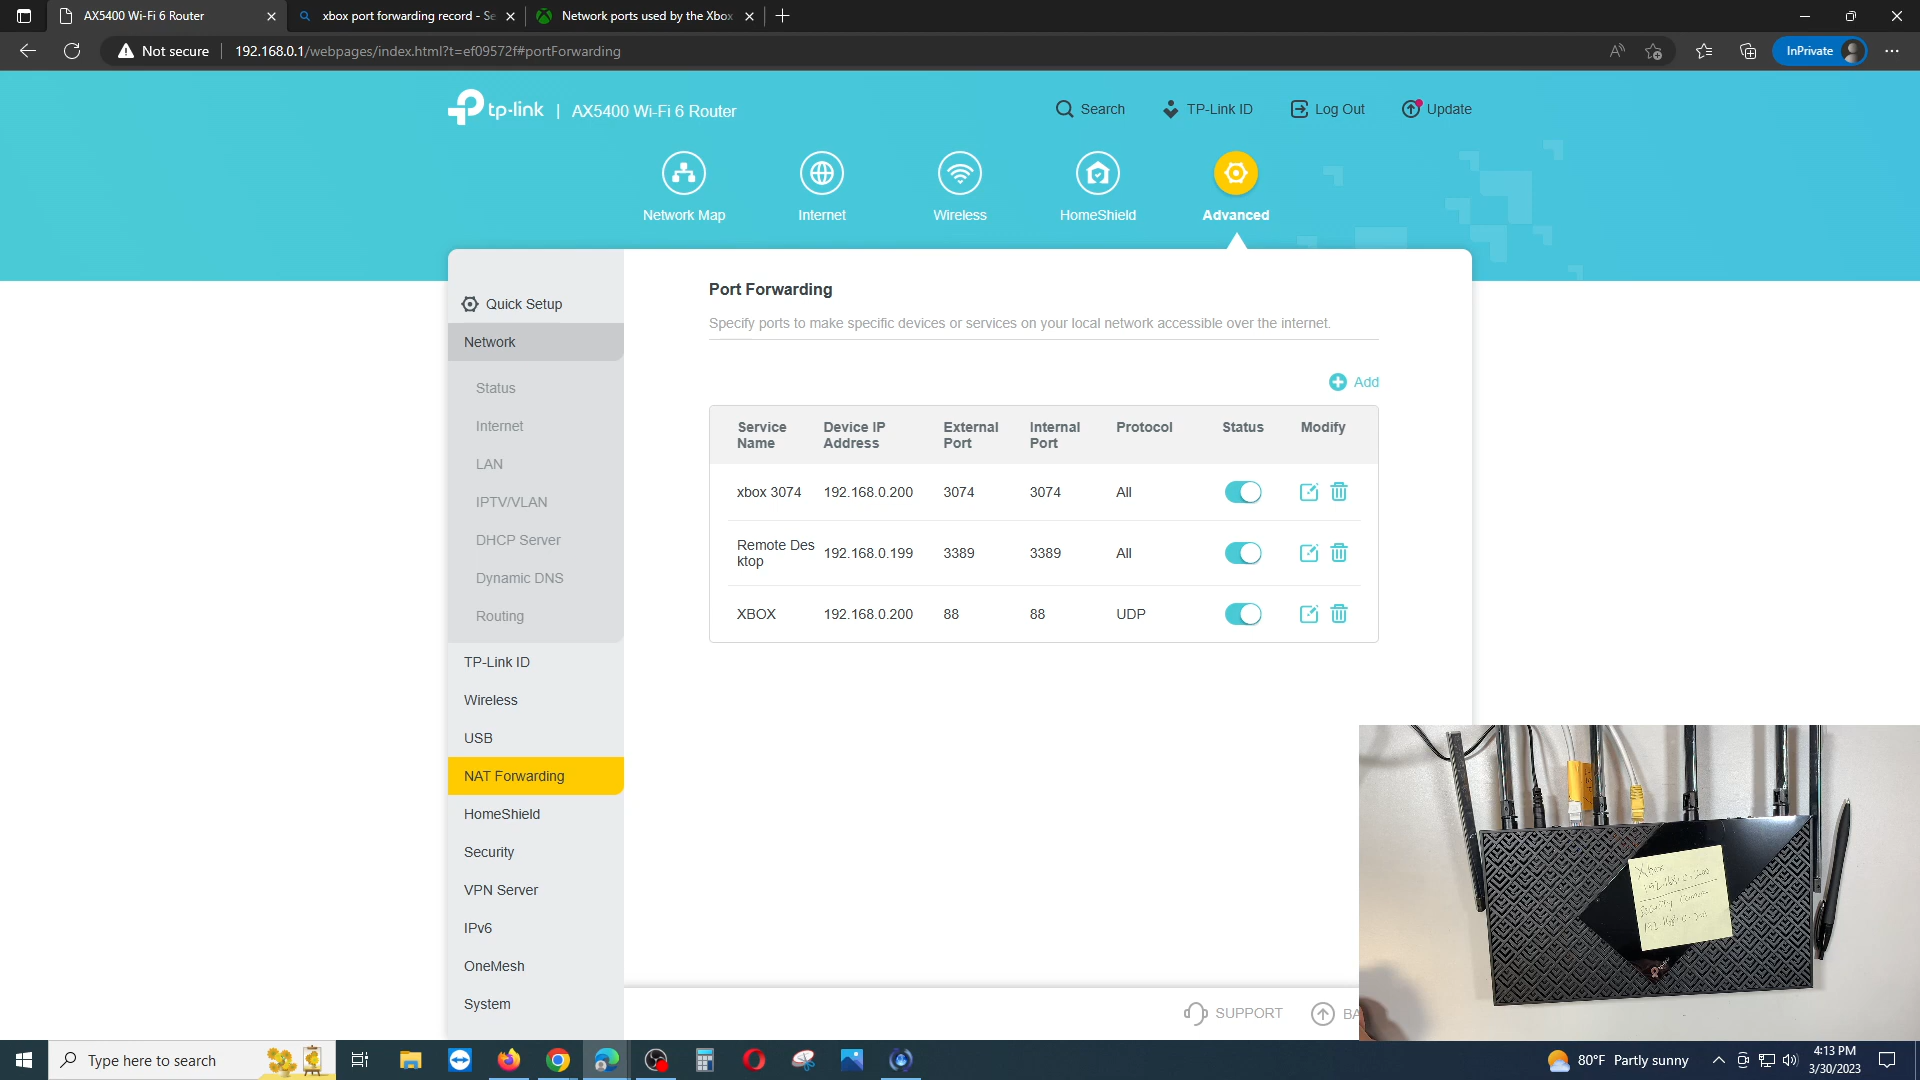 AX5400 Wi-Fi 6 Router
xbox port forwarding record - Se
Network ports used by the Xbox
Not secure
192.168.0.1/webpages/index.html?t=ef09572f#portForwarding
InPrivate
tp-link | AX5400 Wi-Fi 6 Router
Search
TP-Link ID
Log Out
Update
Network Map
Internet
Wireless
HomeShield
Advanced
Quick Setup
Network
Status
Internet
LAN
IPTV/VLAN
DHCP Server
Dynamic DNS
Routing
TP-Link ID
Wireless
USB
NAT Forwarding
HomeShield
Security
VPN Server
IPv6
OneMesh
System
Port Forwarding
Specify ports to make specific devices or services on your local network accessible over the internet.
Add
Service Name Device IP Address External Port Internal Port Protocol Status Modify
xbox 3074 192.168.0.200 3074 3074 All
Remote Des
ktop 192.168.0.199 3389 3389 All
XBOX 192.168.0.200 88 88 UDP
SUPPORT
BA
Xbox
192.168.0.200
Security
Type here to search
80°F Partly sunny
4:13 PM
3/30/2023